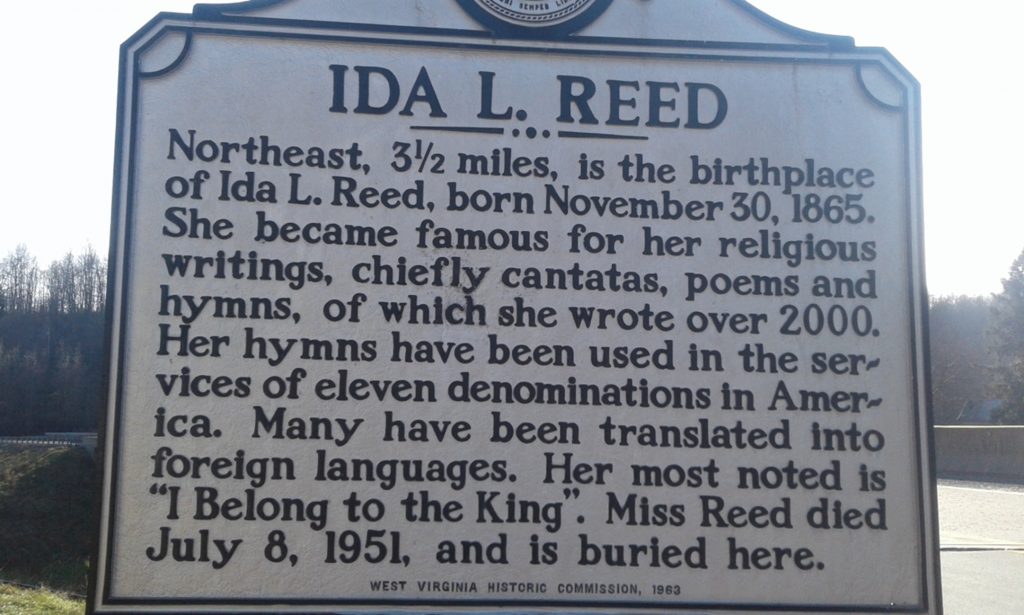 SEMPER
IDA L. REED
Northeast, 3½ miles, is the birthplace
of Ida L. Reed, born November 30, 1865.
She became famous for her religious
writings, chiefly cantatas, poems and
hymns, of which she wrote over 2000.
Her hymns have been used in the ser-
vices of eleven denominations in Amer-
ica. Many have been translated into
foreign languages. Her most noted is
"I Belong to the King". Miss Reed died
July 8, 1951, and is buried here.
WEST VIRGINIA HISTORIC COMMISSION, 1963